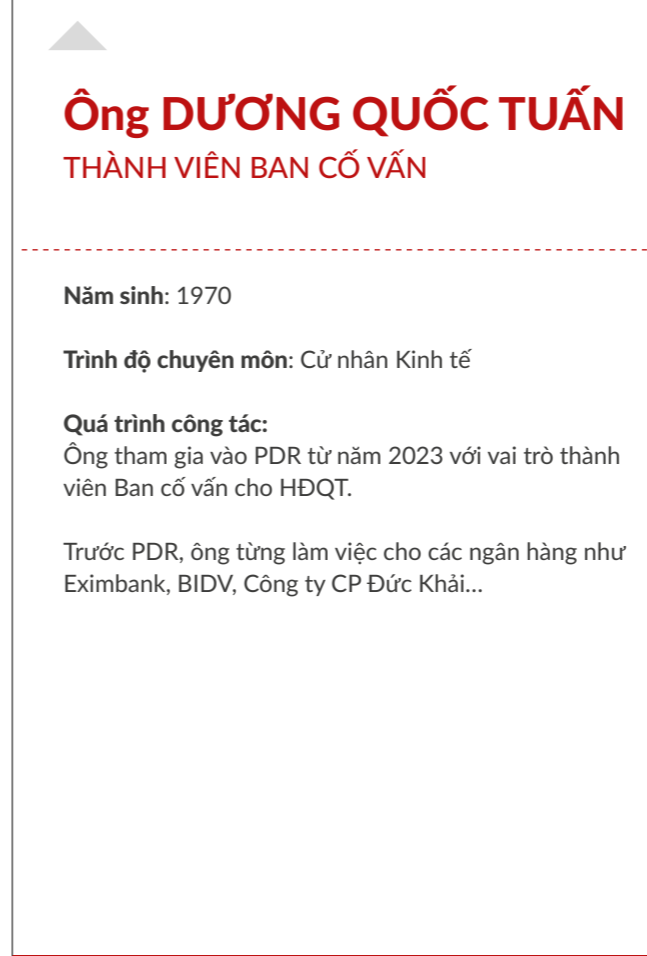 Ông DƯƠNG QUỐC TUẤN
THÀNH VIÊN BAN CỐ VẤN
Năm sinh: 1970
Trình độ chuyên môn: Cử nhân Kinh tế
Quá trình công tác:
Ông tham gia vào PDR từ năm 2023 với vai trò thành
viên Ban cố vấn cho HĐQT.
Trước PDR, ông từng làm việc cho các ngân hàng như
Eximbank, BIDV, Công ty CP Đức Khải...